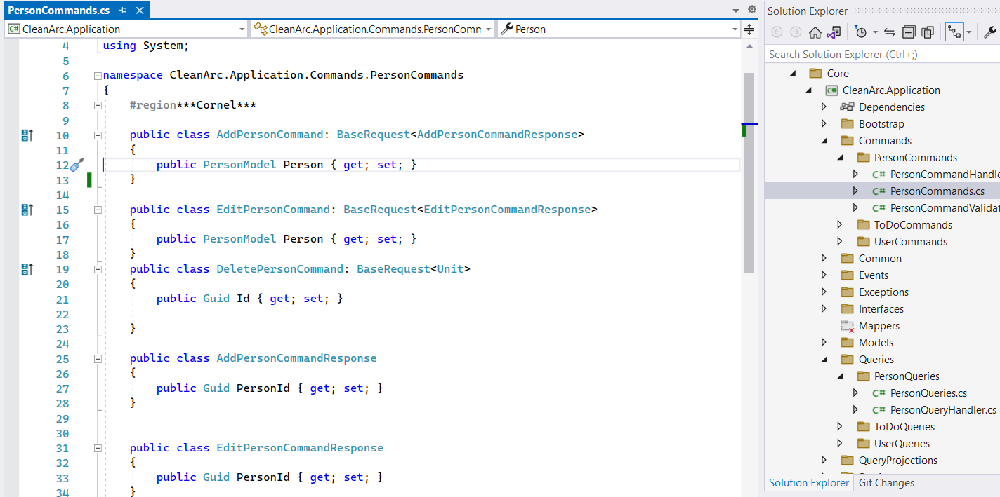 PersonCommands.cs
CleanArc.Application
CleanArc.Application.Commands.PersonComm
Person
4 using System;
5
6 namespace CleanArc.Application.Commands.PersonCommands
7 {
8 #region***Cornel***
9
10 public class AddPersonCommand: BaseRequest<AddPersonCommandResponse>
11 {
12 public PersonModel Person { get; set; }
13 }
14
15 public class EditPersonCommand: BaseRequest<EditPersonCommandResponse>
16 {
17 public PersonModel Person { get; set; }
18 }
19 public class DeletePersonCommand: BaseRequest<Unit>
20 {
21 public Guid Id { get; set; }
22
23 }
24
25 public class AddPersonCommandResponse
26 {
27 public Guid PersonId { get; set; }
28 }
29
30
31 public class EditPersonCommandResponse
32 {
33 public Guid PersonId { get; set; }
34 }
Solution Explorer
Search Solution Explorer (Ctrl+;)
Core
C# CleanArc.Application
Dependencies
Bootstrap
Commands
PersonCommands
C# PersonCommandHandle
C# PersonCommands.cs
C# PersonCommandValidat
ToDoCommands
UserCommands
Common
Events
Exceptions
Interfaces
Mappers
Models
Queries
PersonQueries
C# PersonQueries.cs
C# PersonQueryHandler.cs
ToDoQueries
UserQueries
QueryProjections
Solution Explorer Git Changes